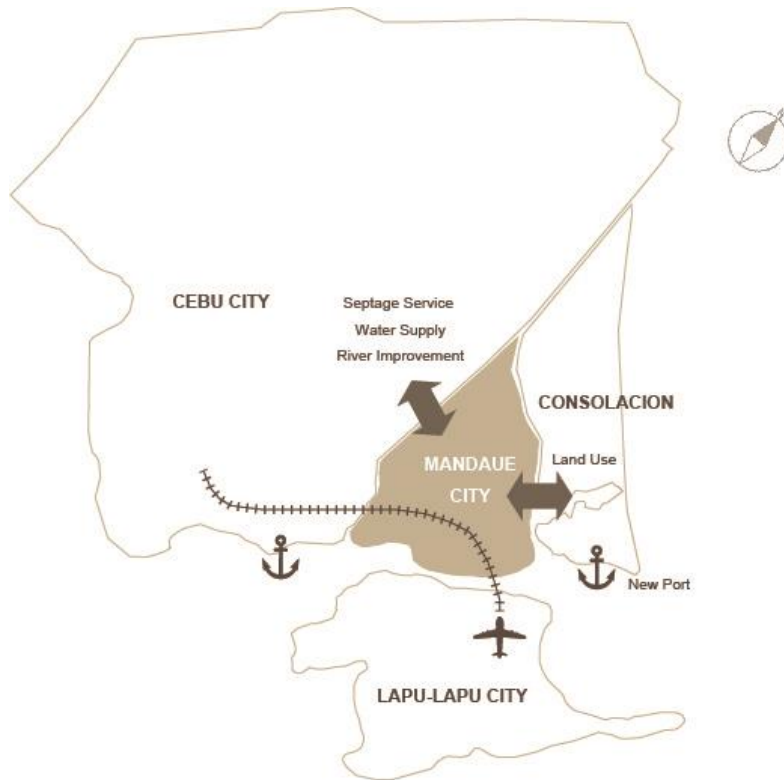 CEBU CITY
Septage Service
Water Supply
River Improvement
CONSOLACION
MANDAUE
CITY
Land Use
New Port
LAPU-LAPU CITY